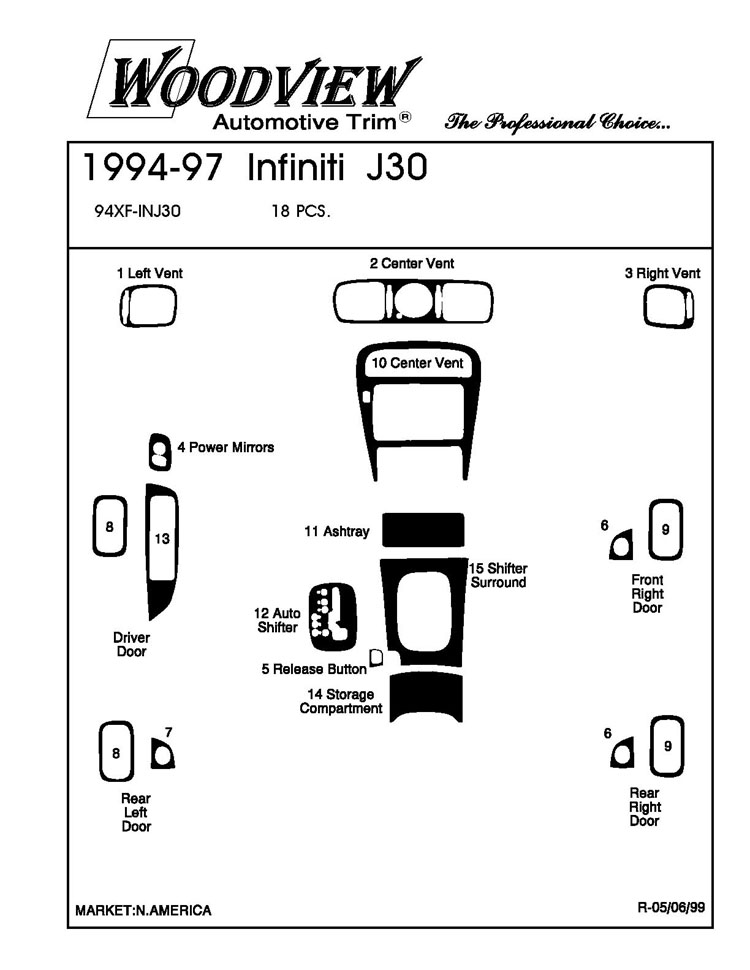 WOODVIEW
Automotive Trim®
The Professional Choice...
1994-97 Infiniti J30
94XF-INJ30 18 PCS.
1 Left Vent
2 Center Vent
3 Right Vent
10 Center Vent
4 Power Mirrors
8
13
11 Ashtray
6
9
15 Shifter
Surround
Front
Right
Door
12 Auto
Shifter
Driver
Door
5 Release Button
14 Storage
Compartment
8
7
6
9
Rear
Left
Door
Rear
Right
Door
MARKET:N.AMERICA
R-05/06/99